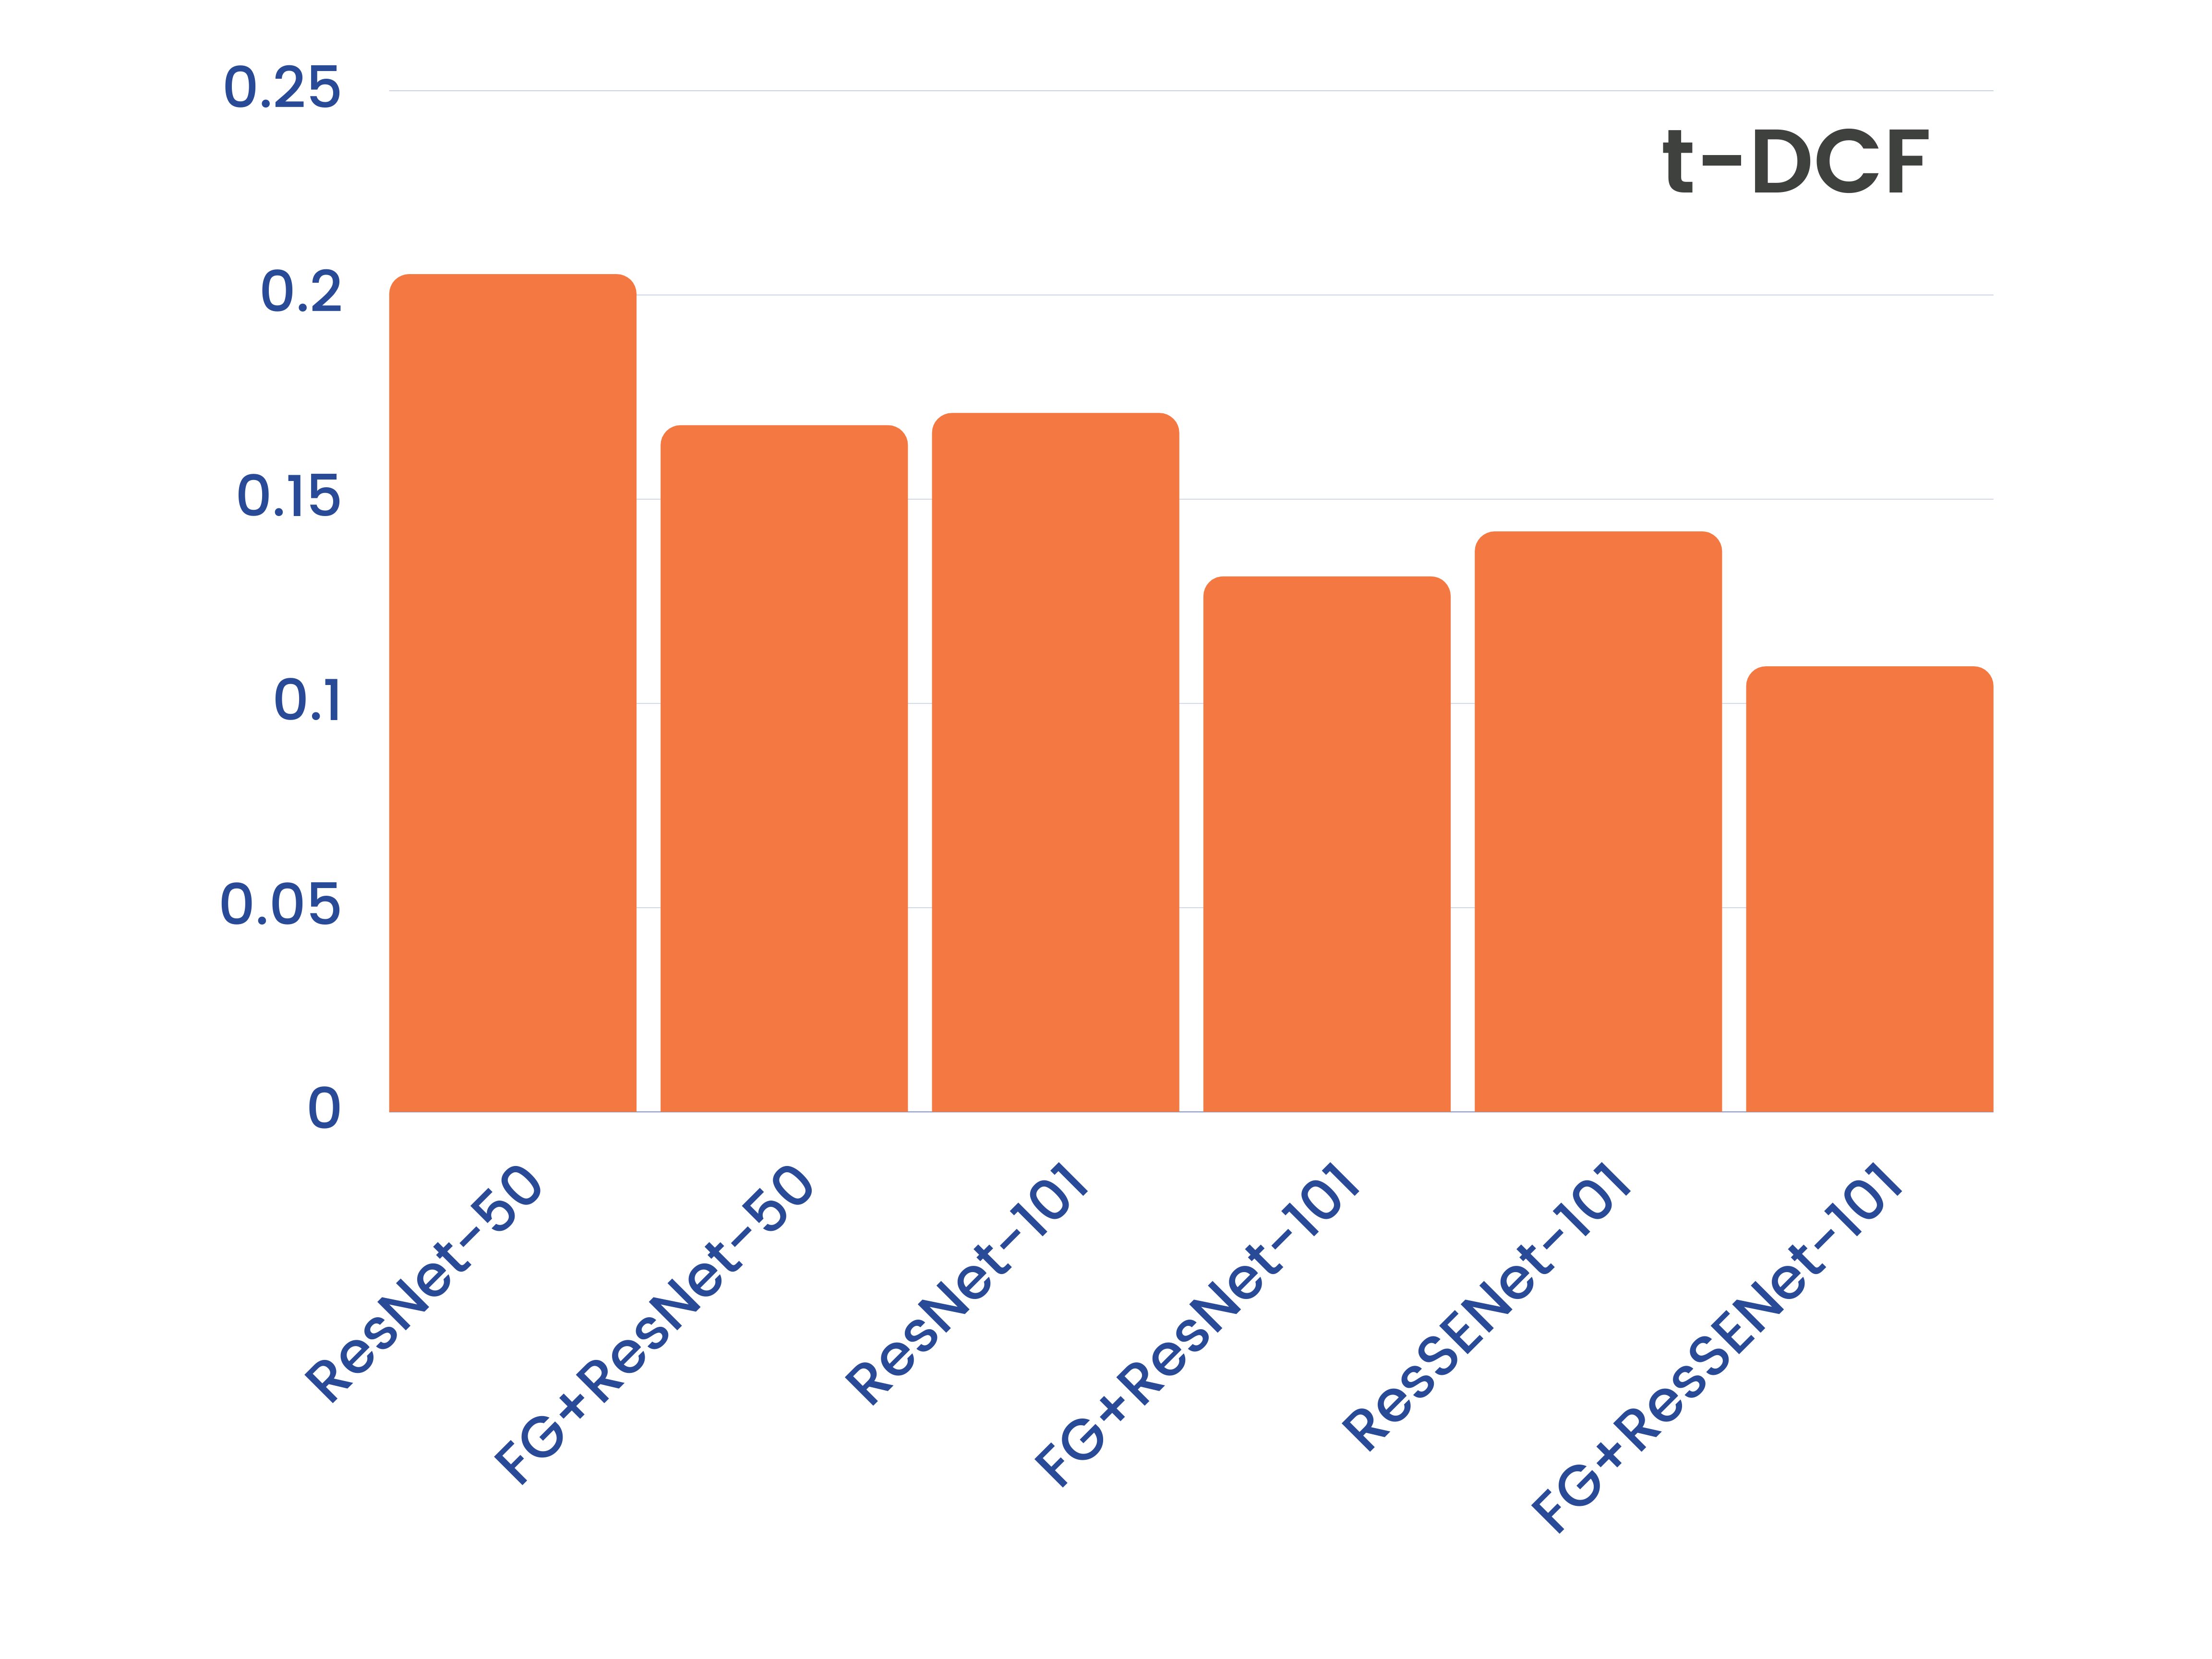 0.25
t-DCF
0.2
0.15
0.1
0.05
0
ResNet-50
FG+ResNet-50
ResNet-101
FG+ResNet-101
ResSENet-101
FG+ResSENet-101